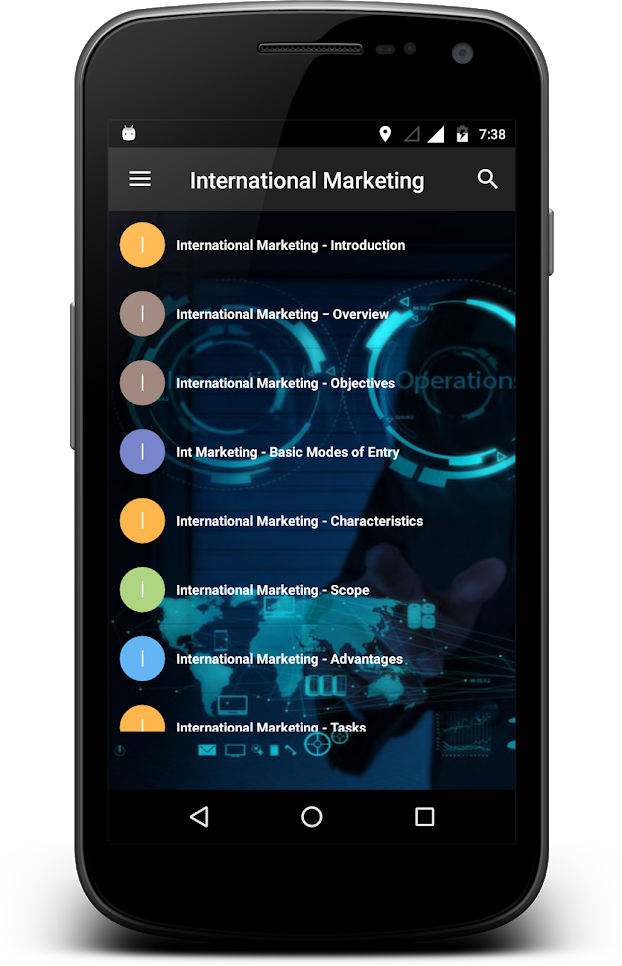 7:38
International Marketing
I International Marketing - Introduction
I International Marketing – Overview
I International Marketing - Objectives
Operations
I Int Marketing - Basic Modes of Entry
I International Marketing - Characteristics
I International Marketing - Scope
I International Marketing - Advantages
I International Marketing - Tasks